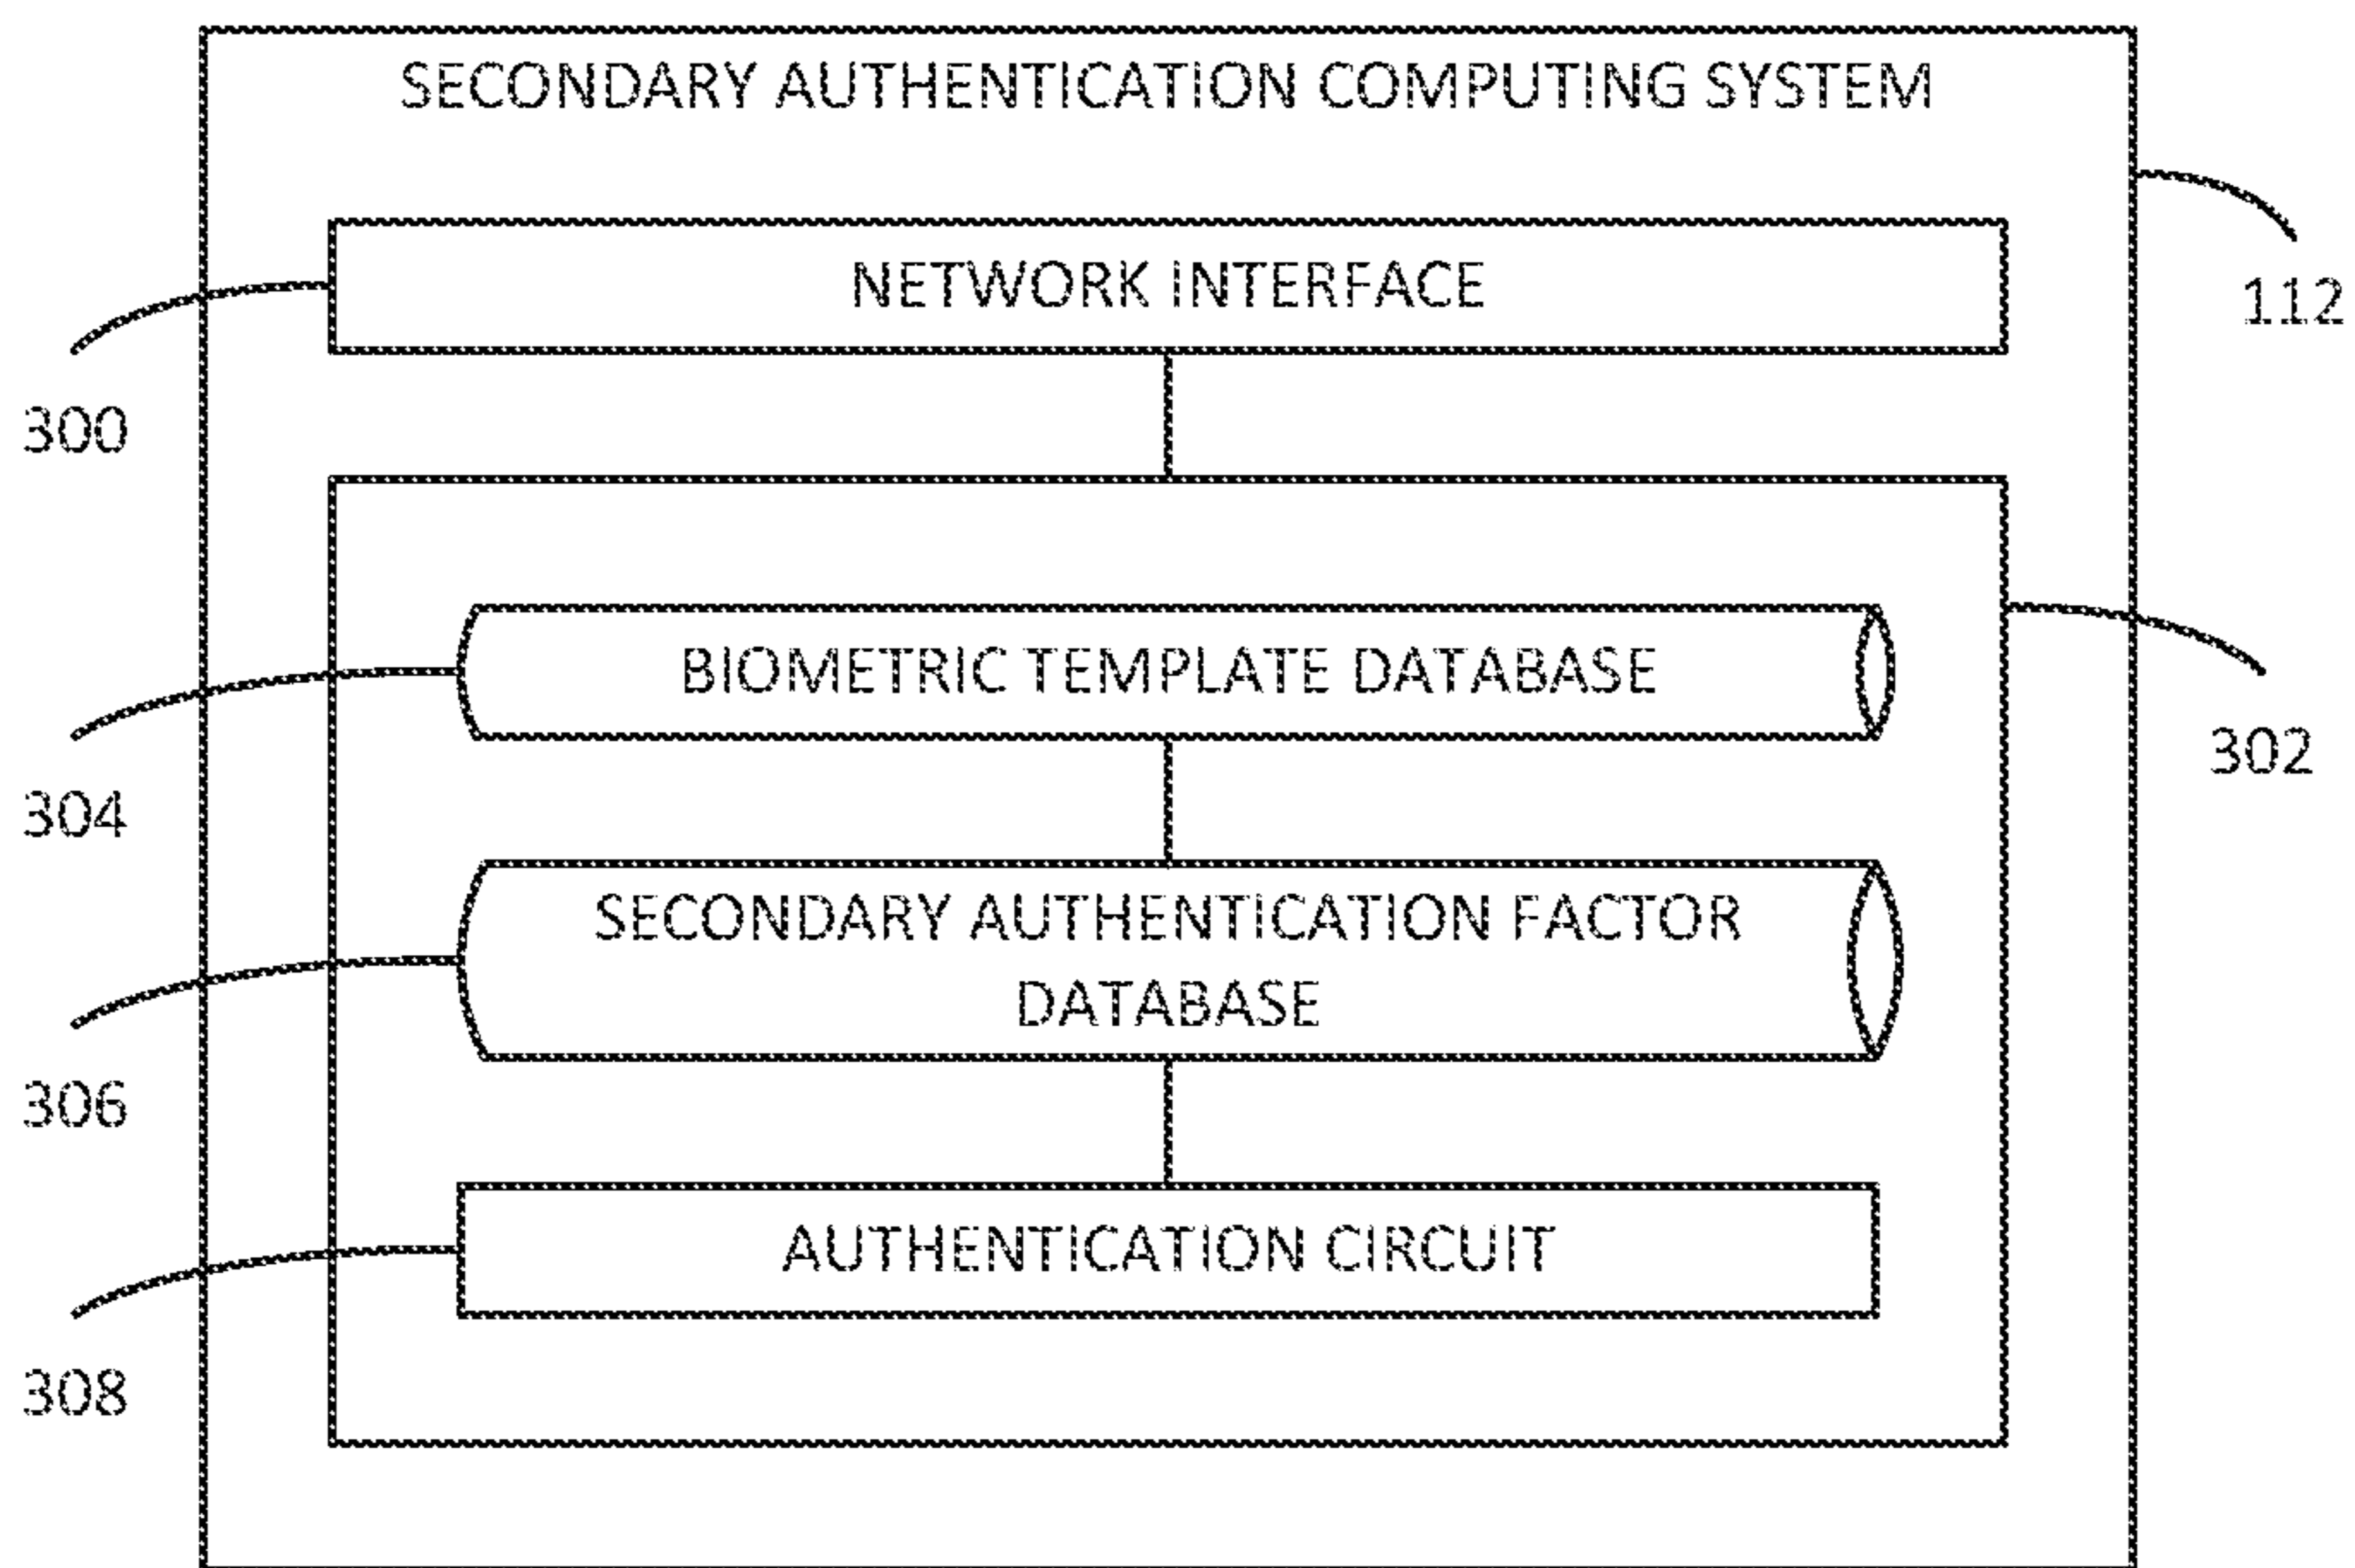 SECONDARY AUTHENTICATION COMPUTING SYSTEM
NETWORK INTERFACE
112
300
BIOMETRIC TEMPLATE DATABASE
302
304
SECONDARY AUTHENTICATION FACTOR
DATABASE
306
AUTHENTICATION CIRCUIT
308